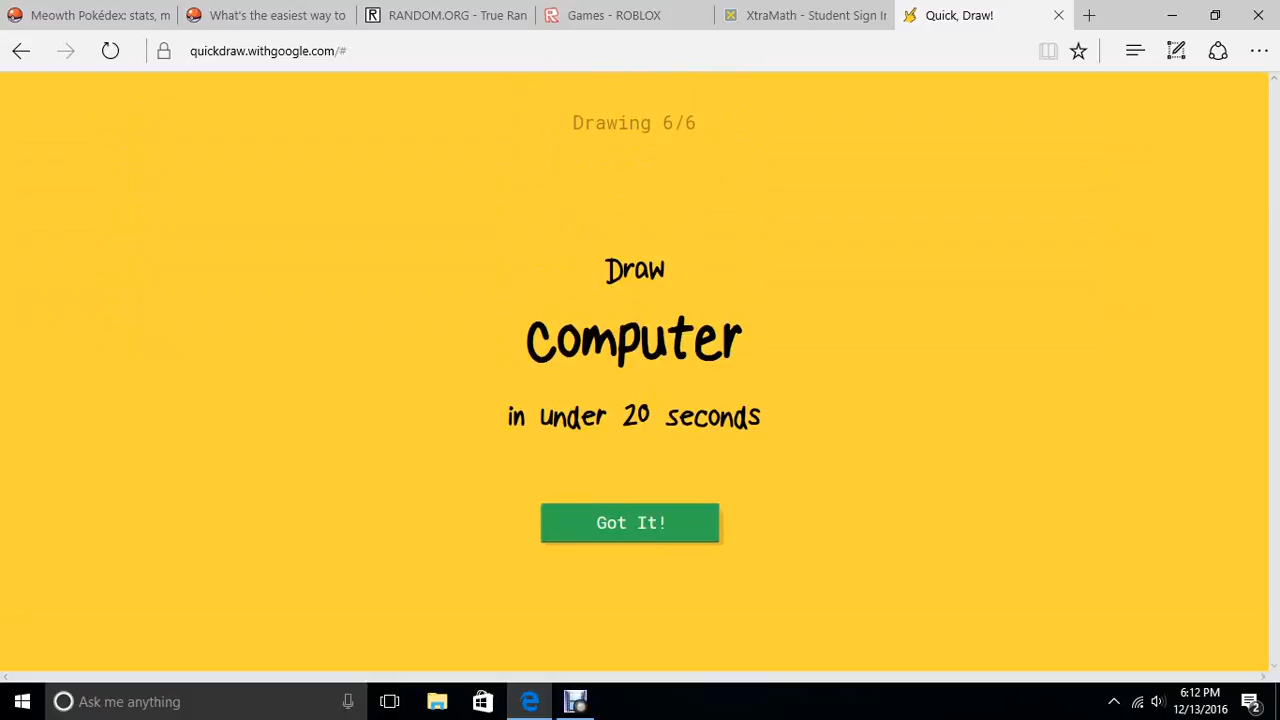 Meowth Pokédex: stats, m
What's the easiest way to
RANDOM.ORG - True Ran
Games - ROBLOX
XtraMath - Student Sign In
Quick, Draw!
quickdraw.withgoogle.com/#
Drawing 6/6
Draw
Computer
in under 20 seconds
Got It!
Ask me anything
6:12 PM
12/13/2016
2